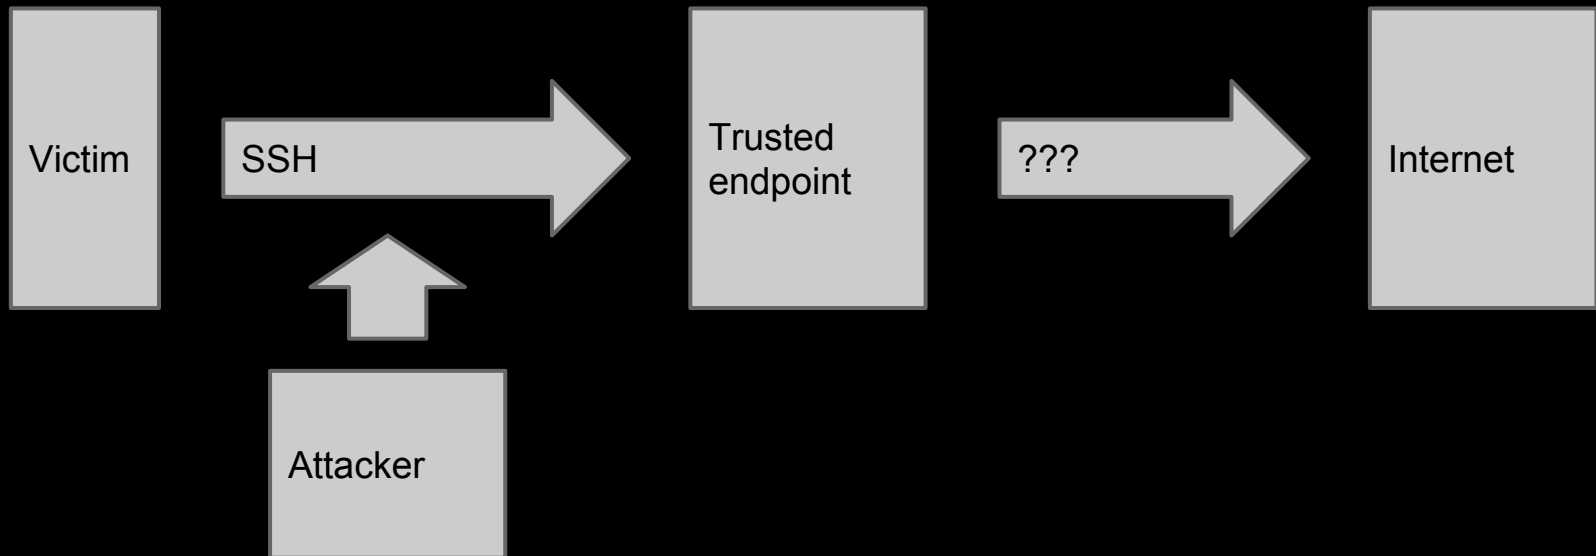 Victim
SSH
Trusted
endpoint
???
Internet
Attacker